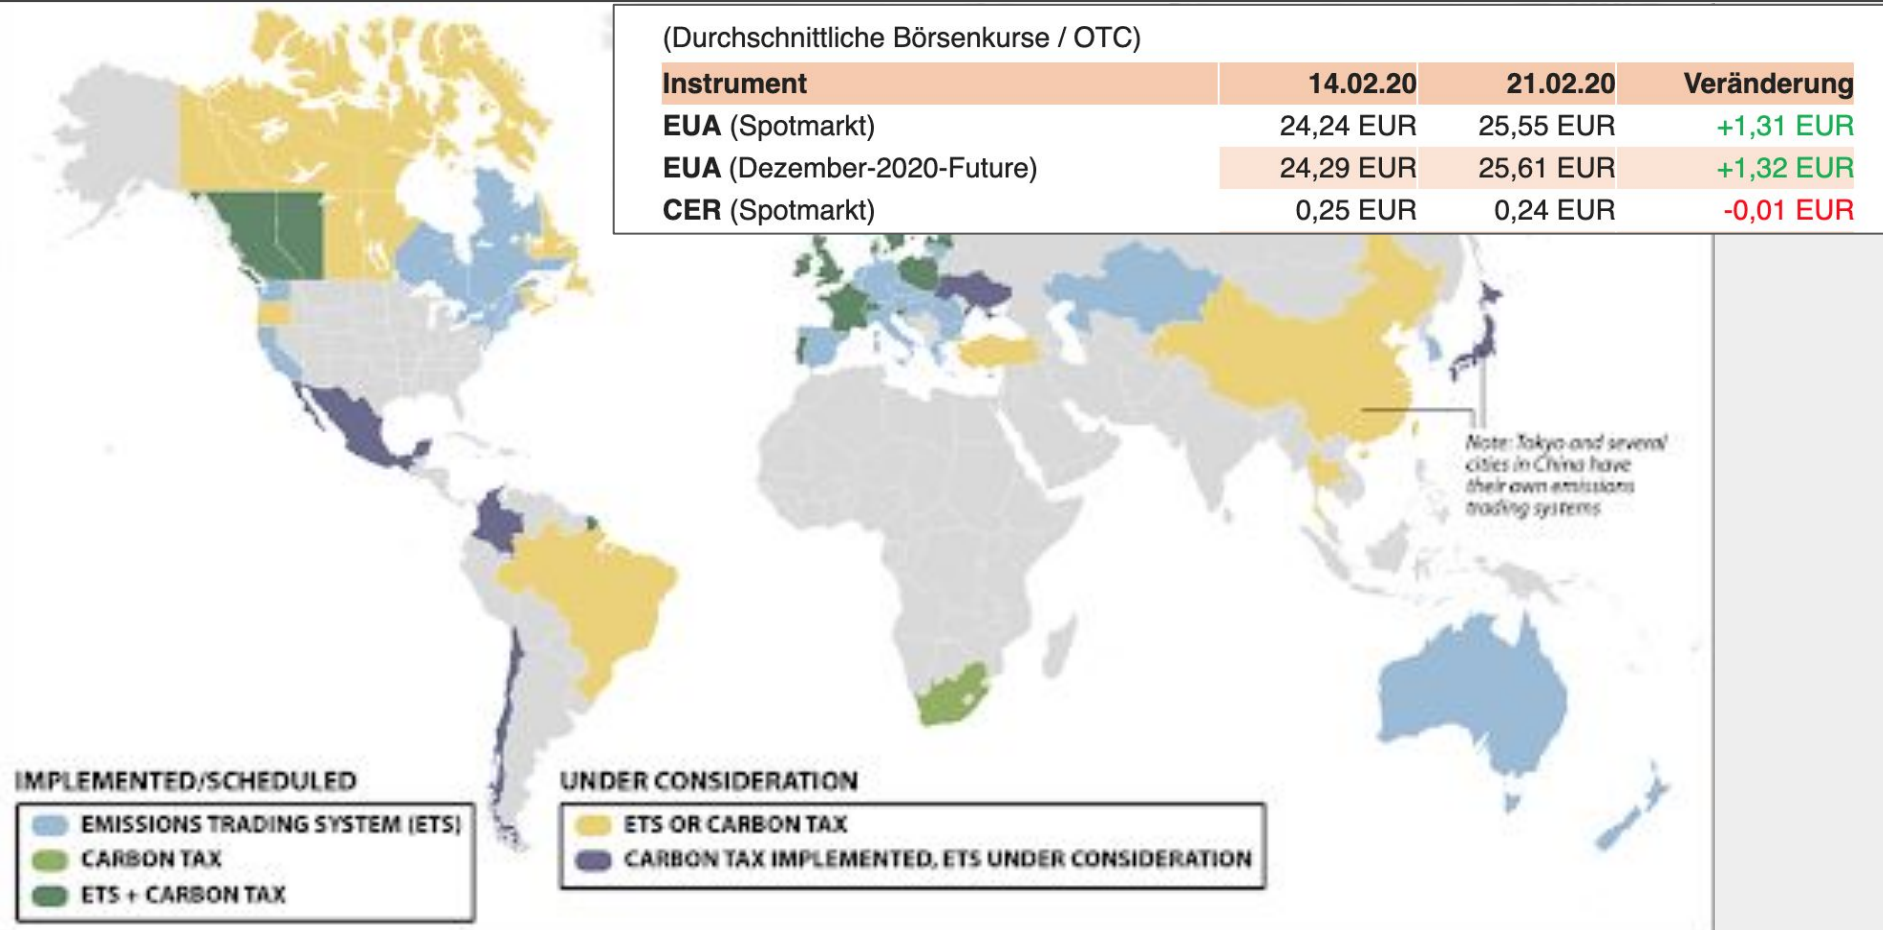 (Durchschnittliche Börsenkurse / OTC)
Instrument 14.02.20 21.02.20 Veränderung
EUA (Spotmarkt) 24,24 EUR 25,55 EUR +1,31 EUR
EUA (Dezember-2020-Future) 24,29 EUR 25,61 EUR +1,32 EUR
CER (Spotmarkt) 0,25 EUR 0,24 EUR -0,01 EUR
Note: Tokyo and several
cities in China have
their own emissions
trading systems
IMPLEMENTED/SCHEDULED
EMISSIONS TRADING SYSTEM (ETS)
CARBON TAX
ETS + CARBON TAX
UNDER CONSIDERATION
ETS OR CARBON TAX
CARBON TAX IMPLEMENTED, ETS UNDER CONSIDERATION